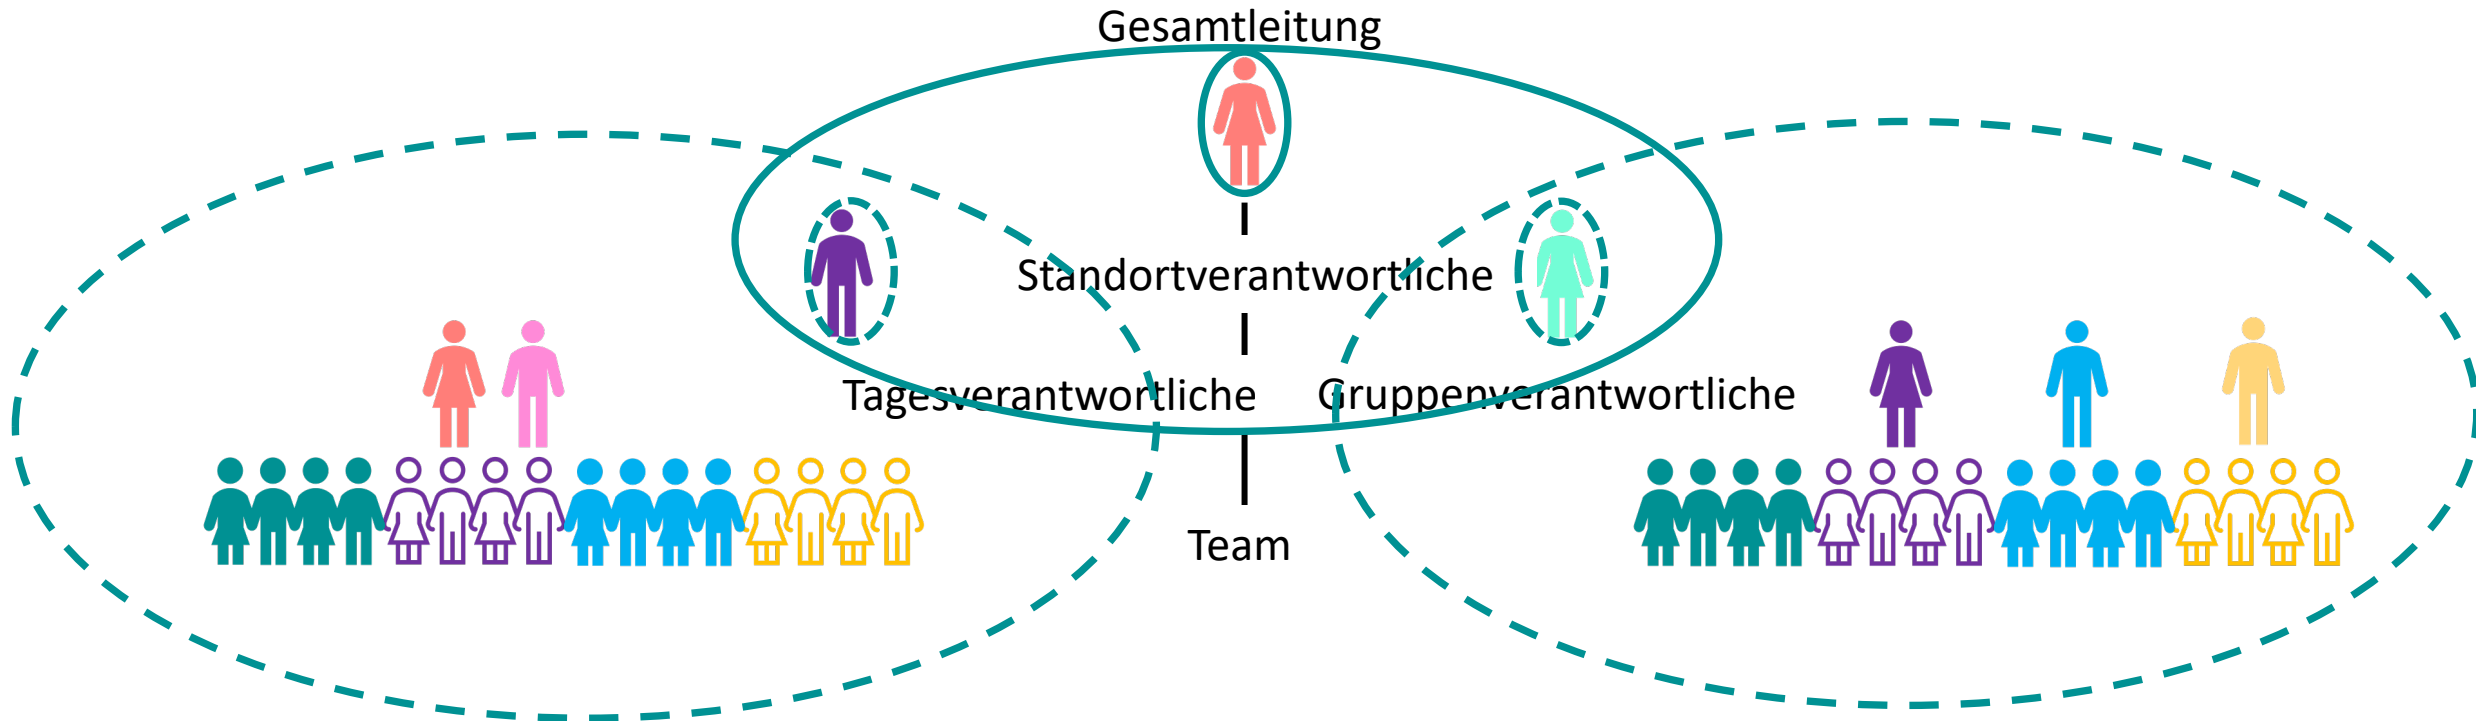 Gesamtleitung
Standortverantwortliche
Tagesverantwortliche
Gruppenverantwortliche
Team